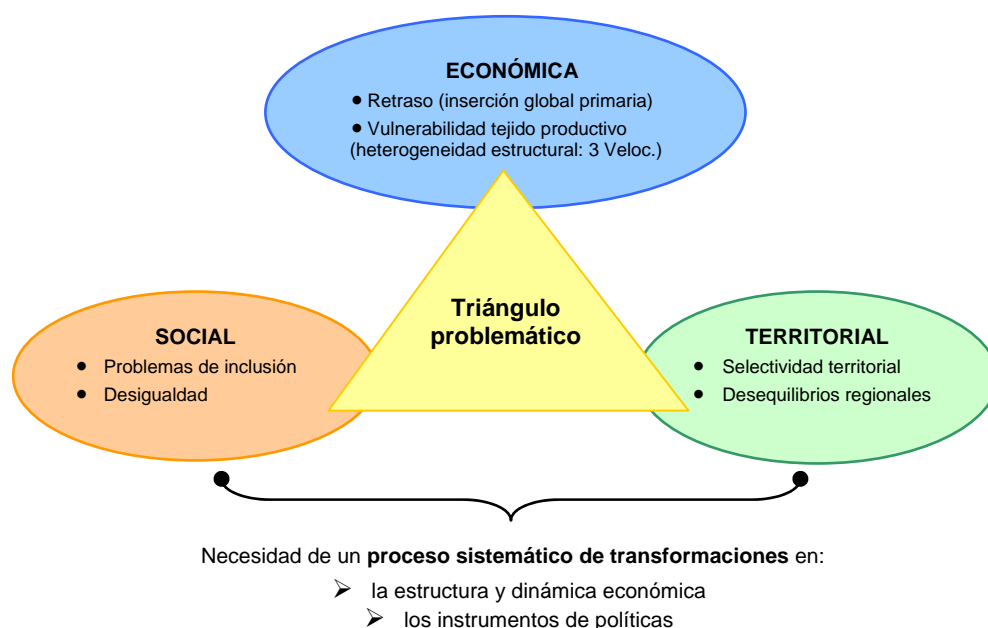 ECONÓMICA
● Retraso (inserción global primaria)
● Vulnerabilidad tejido productivo
(heterogeneidad estructural: 3 Veloc.)
Triángulo
problemático
SOCIAL
● Problemas de inclusión
● Desigualdad
TERRITORIAL
● Selectividad territorial
● Desequilibrios regionales
Necesidad de un proceso sistemático de transformaciones en:
➢ la estructura y dinámica económica
➢ los instrumentos de políticas